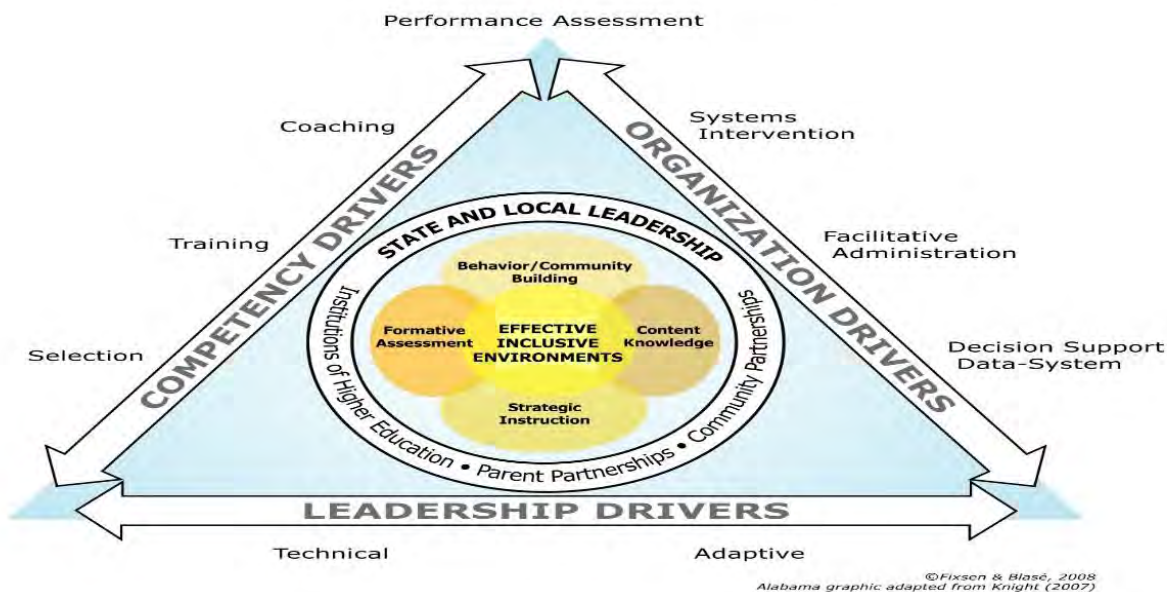 Performance Assessment
Coaching
Systems
Intervention
Training
Facilitative
Administration
Selection
Decision Support
Data-System
COMPETENCY DRIVERS
ORGANIZATION DRIVERS
STATE AND LOCAL LEADERSHIP
Institutions of Higher Education • Parent Partnerships • Community Partnerships
Behavior/Community
Building
Formative
Assessment
EFFECTIVE
INCLUSIVE
ENVIRONMENTS
Content
Knowledge
Strategic
Instruction
LEADERSHIP DRIVERS
Technical
Adaptive
©Fixsen & Blasé, 2008
Alabama graphic adapted from Knight (2007)